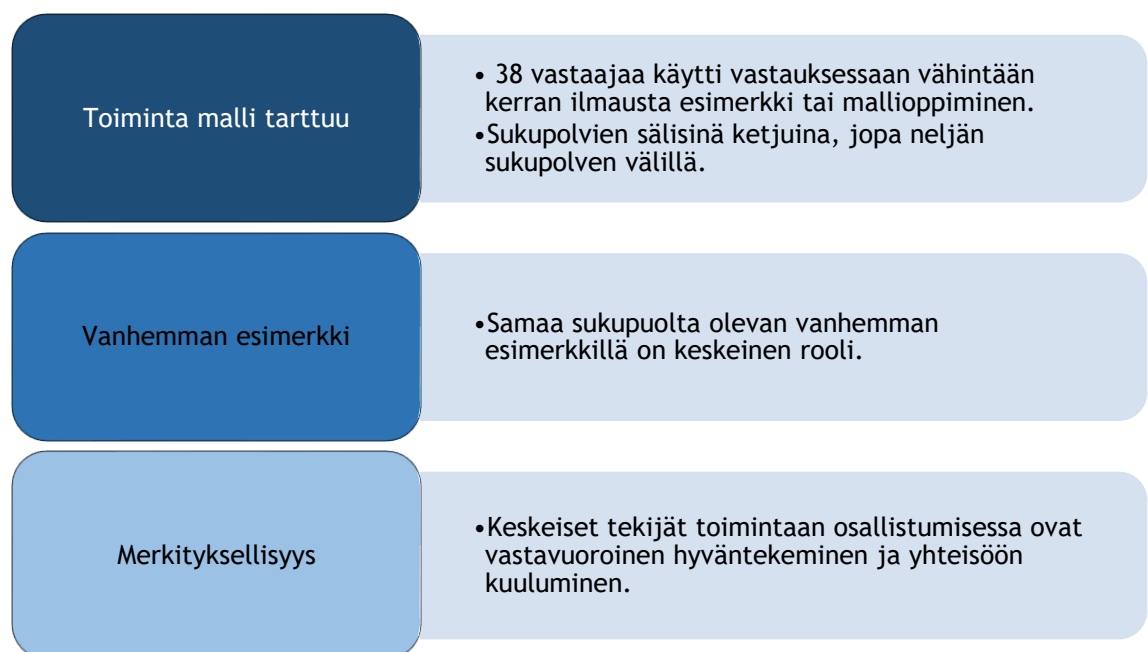 Toiminta malli tarttuu
• 38 vastaajaa käytti vastauksessaan vähintään
kerran ilmausta esimerkki tai mallioppiminen.
•Sukupolvien sälisinä ketjuina, jopa neljän
sukupolven välillä.
Vanhemman esimerkki
•Samaa sukupuolta olevan vanhemman
esimerkkillä on keskeinen rooli.
Merkityksellisyys
•Keskeiset tekijät toimintaan osallistumisessa ovat
vastavuoroinen hyväntekeminen ja yhteisöön
kuuluminen.